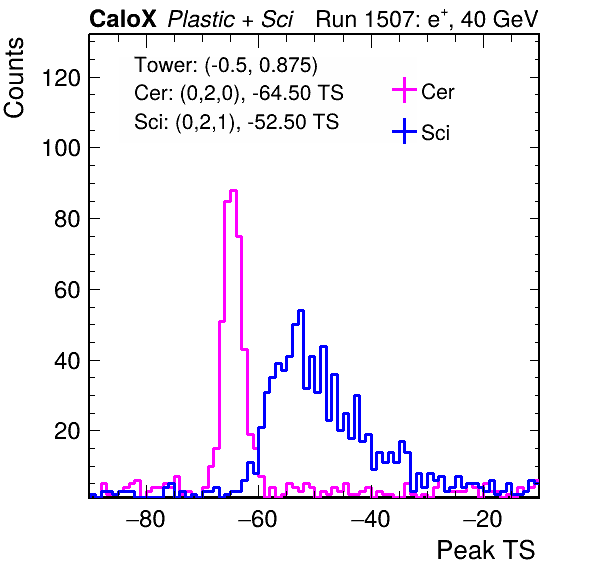 CaloX Plastic + Sci Run 1507: e⁺, 40 GeV
Tower: (-0.5, 0.875)
Cer: (0,2,0), -64.50 TS
Sci: (0,2,1), -52.50 TS
Cer
Sci
Counts
120
100
80
60
40
20
−80 −60 −40 −20
Peak TS